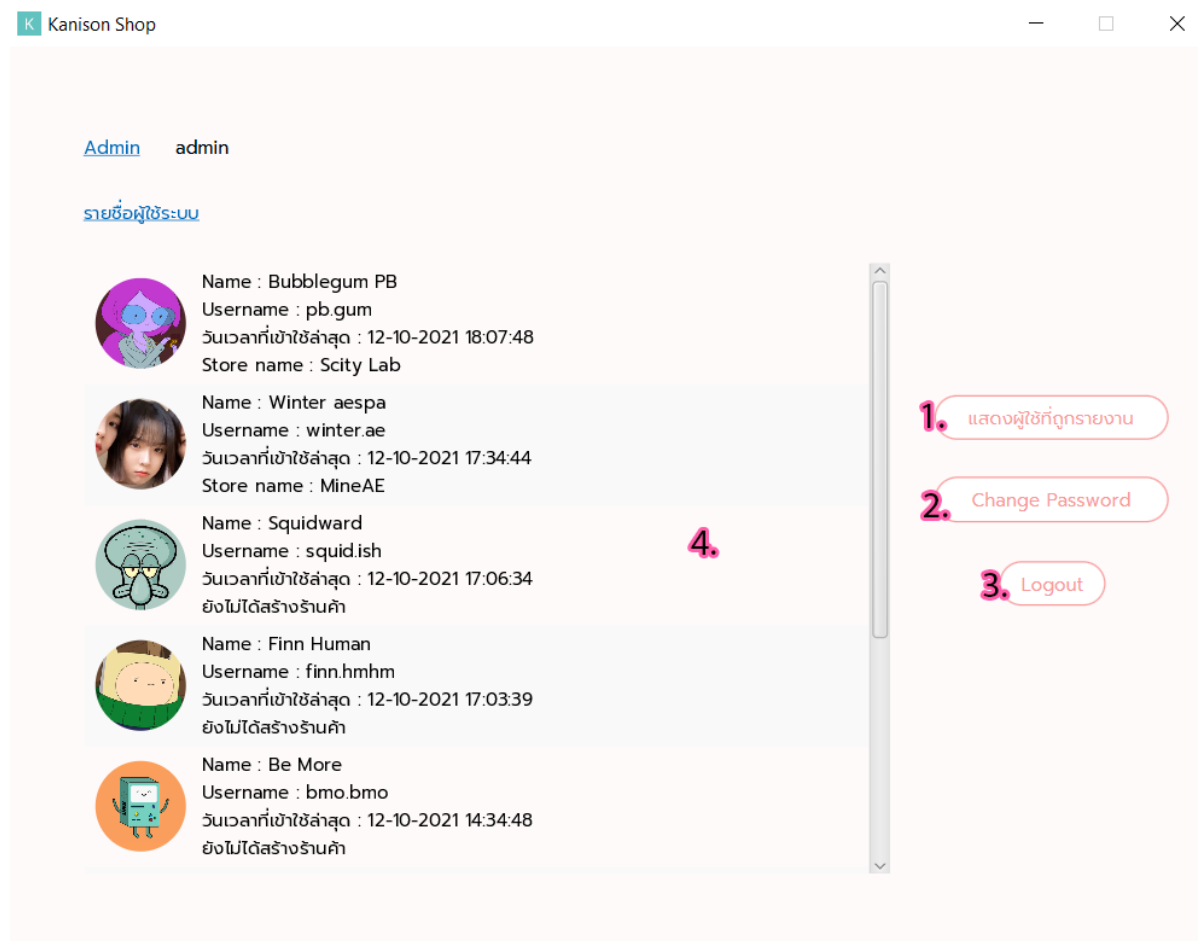 K Kanison Shop
Admin admin
รายชื่อผู้ใช้ระบบ
Name : Bubblegum PB
Username : pb.gum
วันเวลาที่เข้าใช้ล่าสุด : 12-10-2021 18:07:48
Store name : Scity Lab
Name : Winter aespa
Username : winter.ae
วันเวลาที่เข้าใช้ล่าสุด : 12-10-2021 17:34:44
Store name : MineAE
Name : Squidward
Username : squid.ish
วันเวลาที่เข้าใช้ล่าสุด : 12-10-2021 17:06:34
ยังไม่ได้สร้างร้านค้า
Name : Finn Human
Username : finn.hmhm
วันเวลาที่เข้าใช้ล่าสุด : 12-10-2021 17:03:39
ยังไม่ได้สร้างร้านค้า
Name : Be More
Username : bmo.bmo
วันเวลาที่เข้าใช้ล่าสุด : 12-10-2021 14:34:48
ยังไม่ได้สร้างร้านค้า
4.
1. แสดงผู้ใช้ที่ถูกรายงาน
2. Change Password
3. Logout